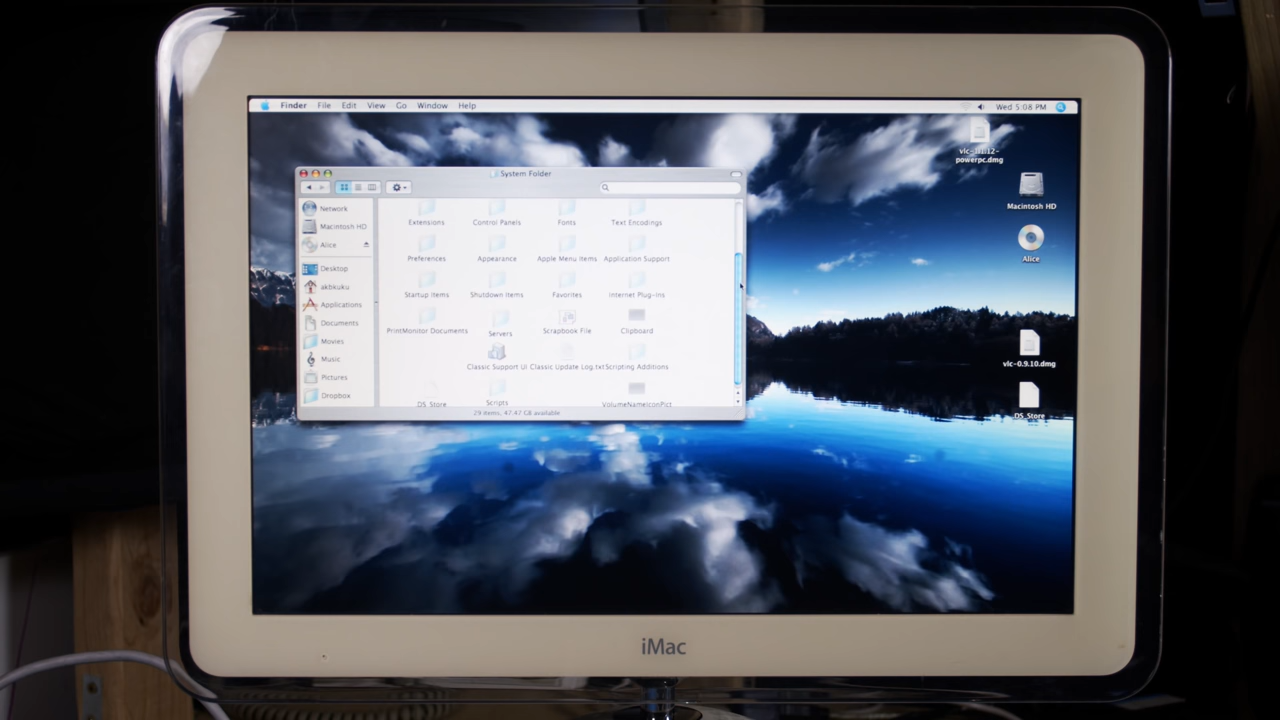 Finder File Edit View Go Window Help
Wed 5:08 PM
powerpc.dmg
Macintosh HD
Alice
vlc-0.9.10.dmg
DS_Store
System Folder
Network
Macintosh HD
Alice
Desktop
akbkuku
Applications
Documents
Movies
Music
Pictures
Dropbox
Extensions Control Panels Fonts Text Encodings
Preferences Appearance Apple Menu Items Application Support
Startup Items Shutdown Items Favorites Internet Plug-Ins
PrintMonitor Documents Servers Scrapbook File Clipboard
Classic Support UI Classic Update Log.txt Scripting Additions
DS_Store Scripts VolumeNameIconPict
29 items, 47.47 GB available
iMac